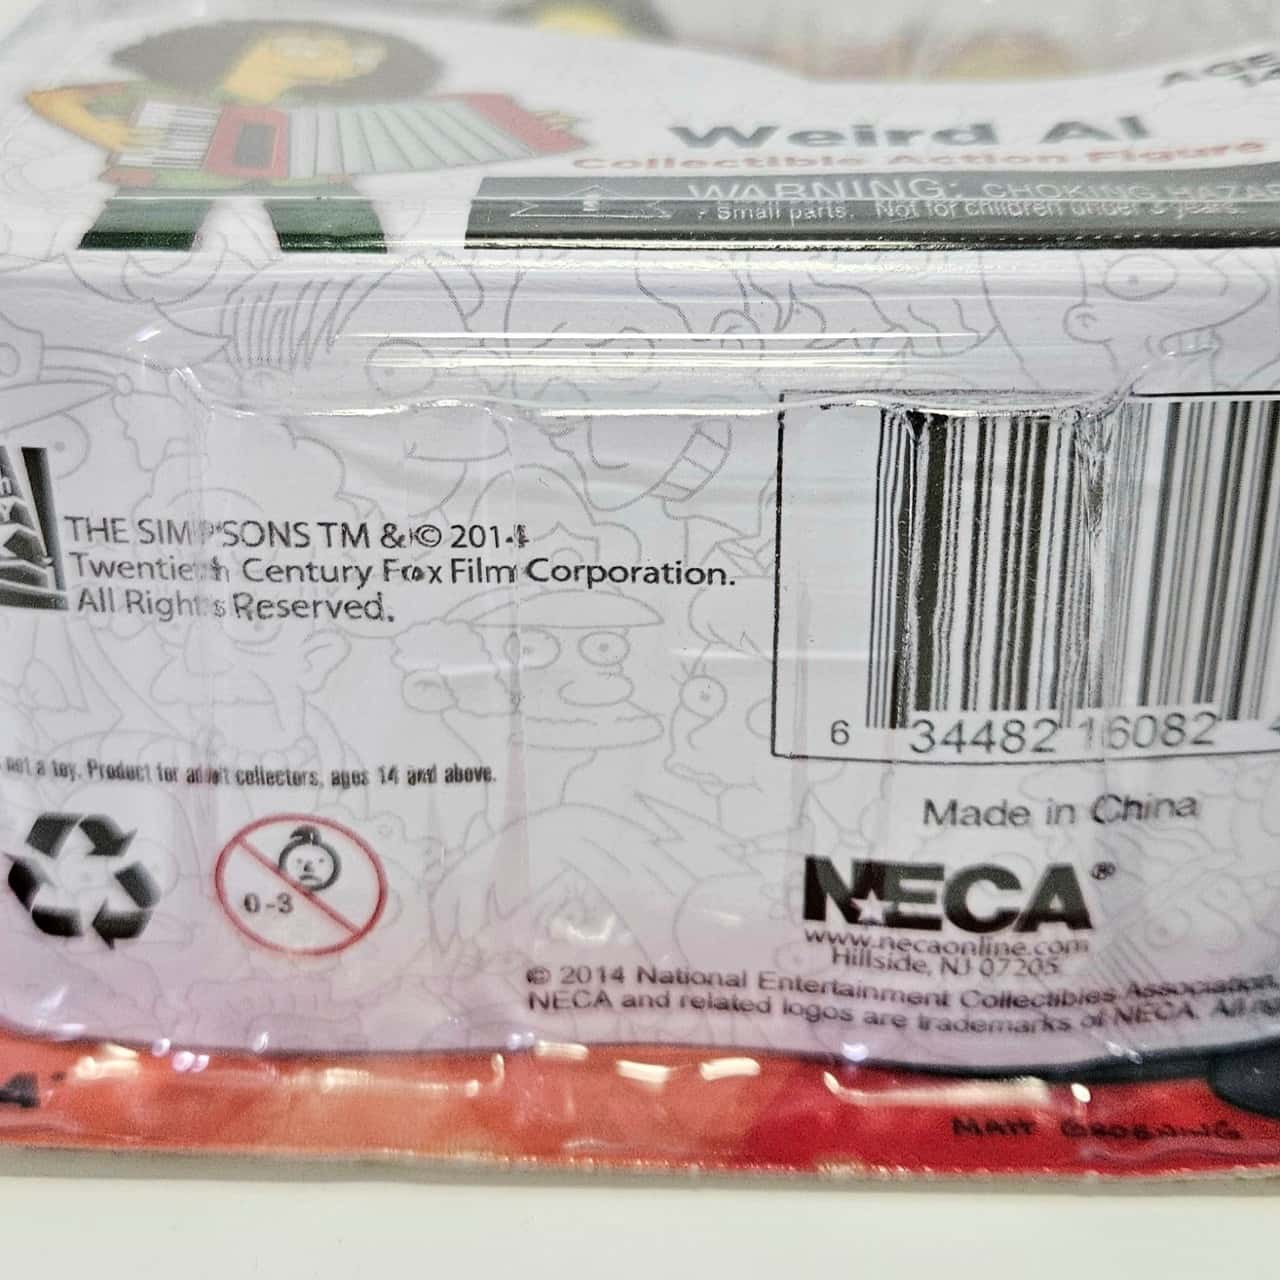 Weird Al
Collectible Action Figure
WARNING: CHOKING HAZAR
- Small parts. Not for children under 3 years
THE SIMPSONS TM & © 2014
Twentieth Century Fox Film Corporation.
All Rights Reserved.
not a toy. Product for adult collectors, ages 14 and above.
0-3
6 34482 16082
Made in China
NECA®
www.necaonline.com
Hillside, NJ 07205
© 2014 National Entertainment Collectibles Association,
NECA and related logos are trademarks of NECA. All
MATT GROENING